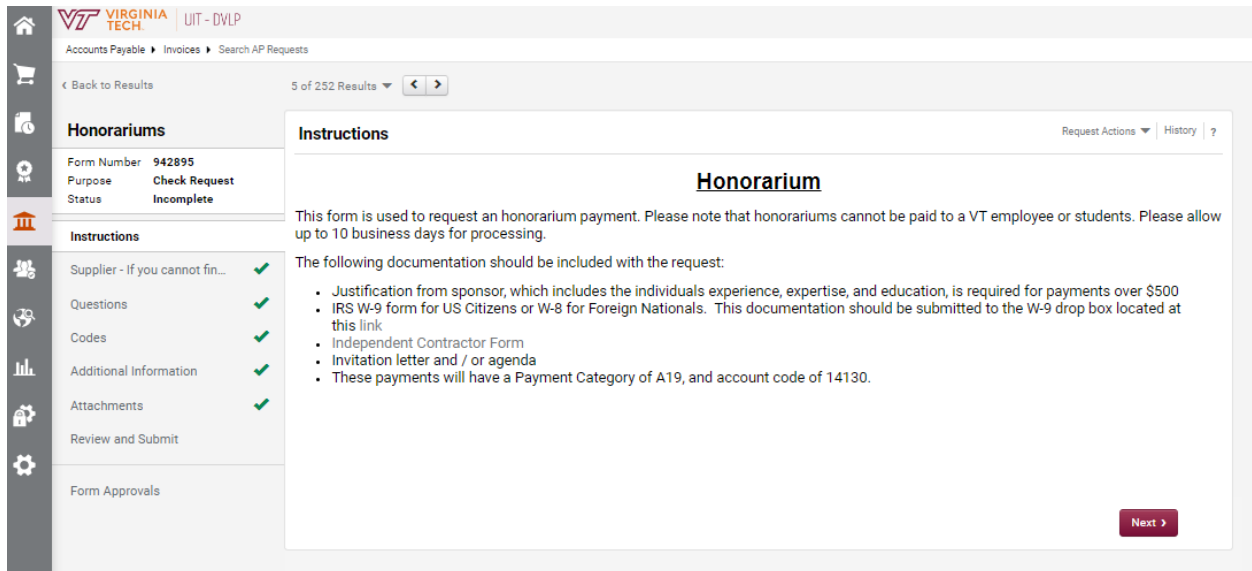 VT VIRGINIA TECH. UIT - DVLP
Accounts Payable Invoices Search AP Requests
Back to Results
5 of 252 Results
Honorariums
Form Number 942895
Purpose Check Request
Status Incomplete
Instructions
Supplier - If you cannot fin...
Questions
Codes
Additional Information
Attachments
Review and Submit
Form Approvals
Instructions
Request Actions History ?
Honorarium
This form is used to request an honorarium payment. Please note that honorariums cannot be paid to a VT employee or students. Please allow
up to 10 business days for processing.
The following documentation should be included with the request:
• Justification from sponsor, which includes the individuals experience, expertise, and education, is required for payments over $500
• IRS W-9 form for US Citizens or W-8 for Foreign Nationals. This documentation should be submitted to the W-9 drop box located at
this link
• Independent Contractor Form
• Invitation letter and / or agenda
• These payments will have a Payment Category of A19, and account code of 14130.
Next